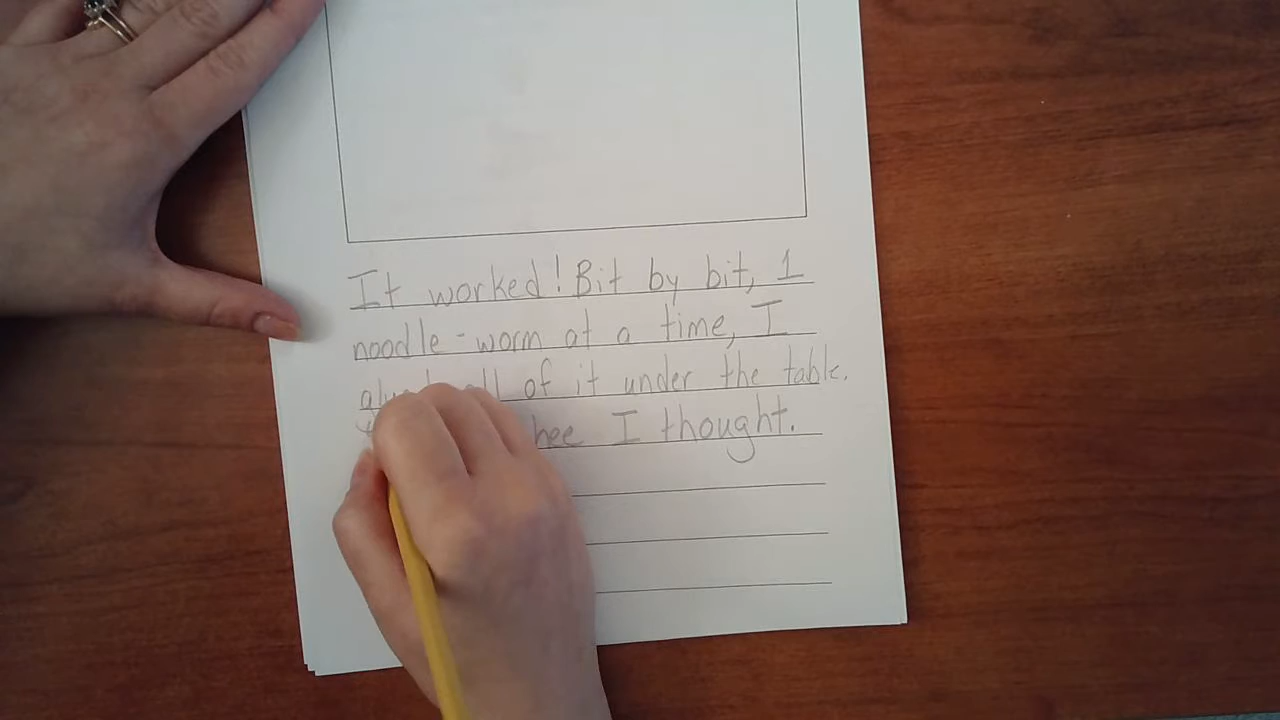 It worked! Bit by bit, 1
noodle-worm at a time, I
all of it under the table.
hee I thought.